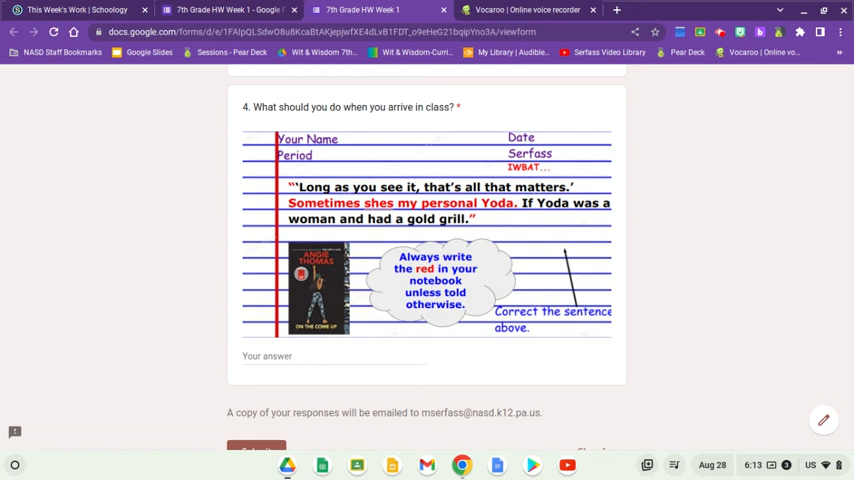 This Week's Work | Schoology
7th Grade HW Week 1 - Google F
7th Grade HW Week 1
Vocaroo | Online voice recorder
docs.google.com/forms/d/e/1FAIpQLSdwO8u8KcaBtAKjepjwfXE4dLvB1FDT_o9eHeG21bqipYno3A/viewform
NASD Staff Bookmarks
Google Slides
Sessions - Pear Deck
Wit & Wisdom 7th...
Wit & Wisdom-Curri...
My Library | Audible...
Serfass Video Library
Pear Deck
Vocaroo | Online vo...
4. What should you do when you arrive in class? *
Your Name
Date
Period
Serfass
IWBAT...
"'Long as you see it, that's all that matters.'
Sometimes shes my personal Yoda. If Yoda was a
woman and had a gold grill."
ANGIE
THOMAS
ON THE COME UP
Always write
the red in your
notebook
unless told
otherwise.
Correct the sentence
above.
Your answer
A copy of your responses will be emailed to mserfass@nasd.k12.pa.us.
Aug 28
6:13
3
US